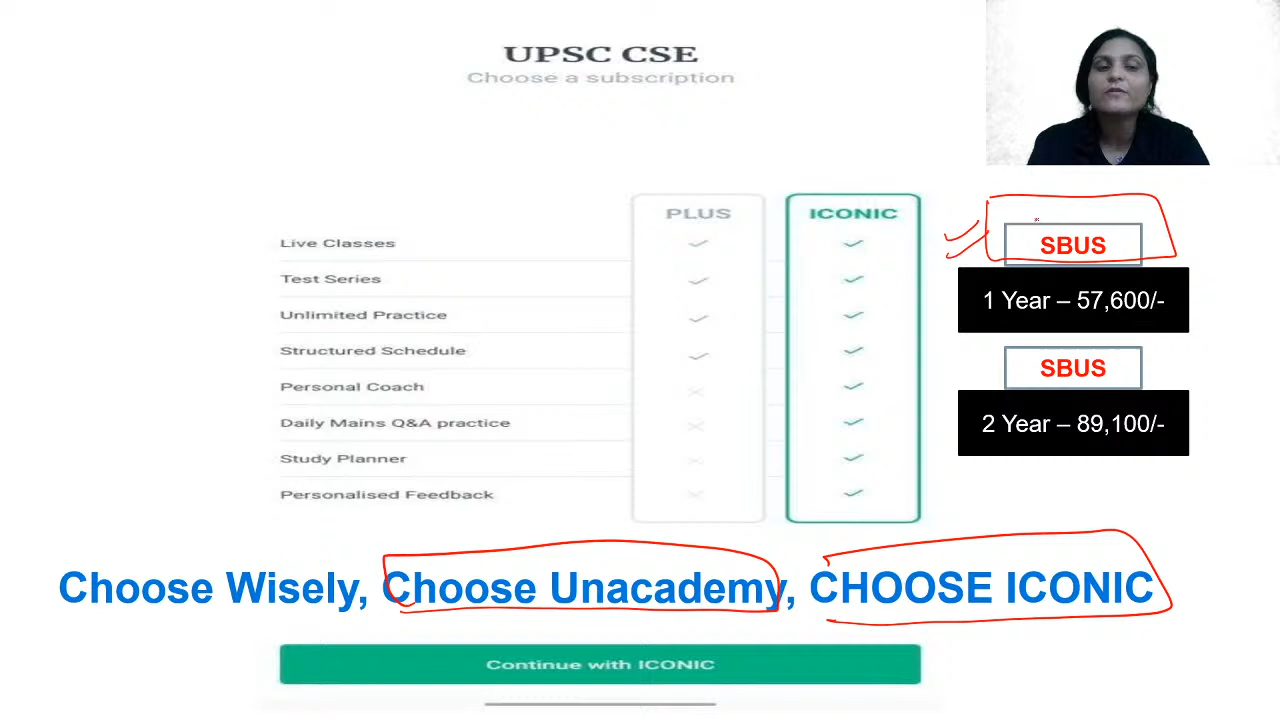 UPSC CSE
Choose a subscription
PLUS
ICONIC
Live Classes
Test Series
Unlimited Practice
Structured Schedule
Personal Coach
Daily Mains Q&A practice
Study Planner
Personalised Feedback
SBUS
1 Year – 57,600/-
SBUS
2 Year – 89,100/-
Choose Wisely, Choose Unacademy, CHOOSE ICONIC
Continue with ICONIC